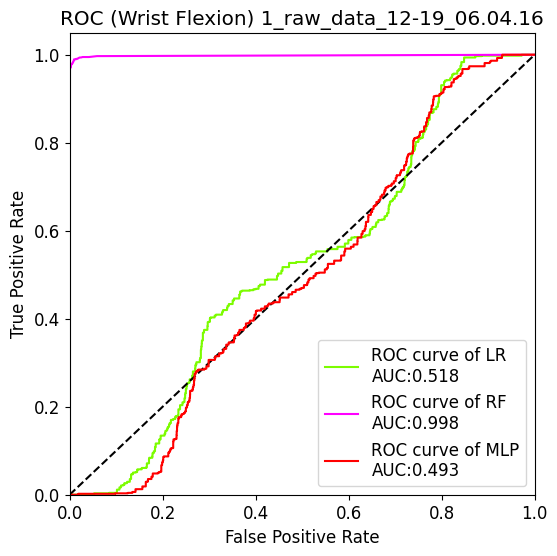 ROC (Wrist Flexion) 1_raw_data_12-19_06.04.16
1.0
0.8
0.6
0.4
0.2
0.0
True Positive Rate
ROC curve of LR
AUC:0.518
ROC curve of RF
AUC:0.998
ROC curve of MLP
AUC:0.493
0.0 0.2 0.4 0.6 0.8 1.0
False Positive Rate